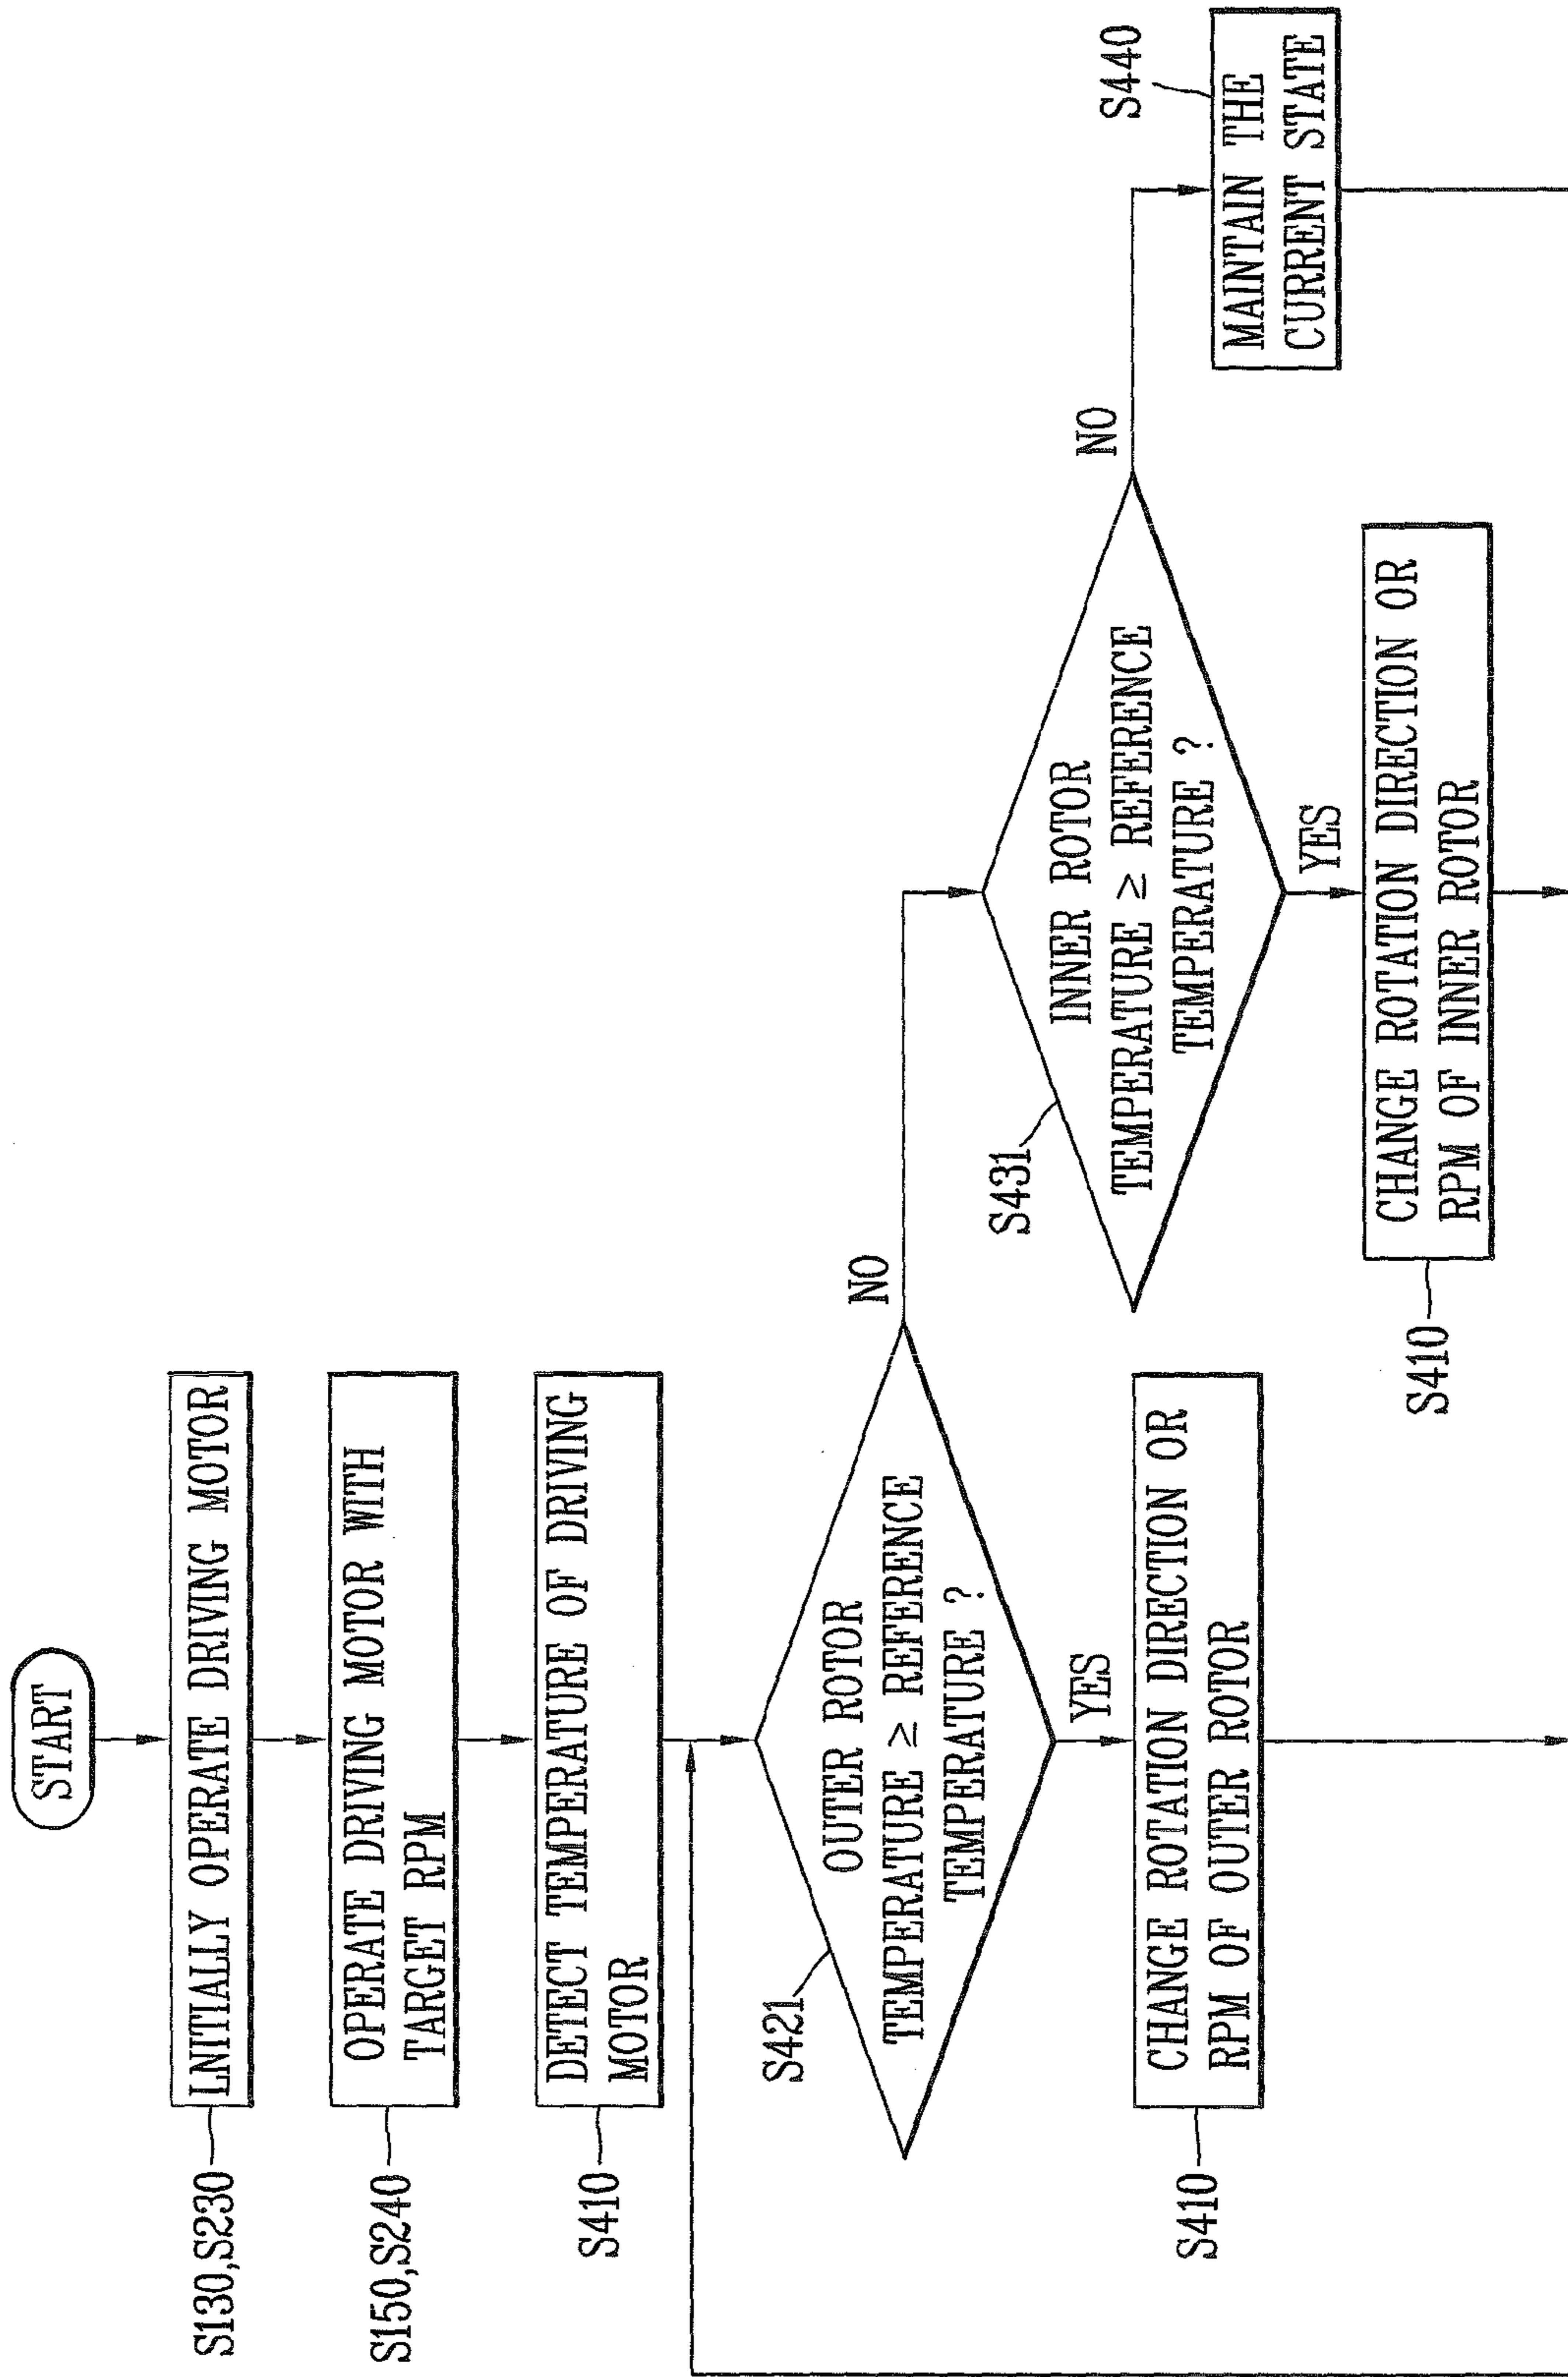 START
S130,S230
LNITIALLY OPERATE DRIVING MOTOR
S150,S240
OPERATE DRIVING MOTOR WITH
TARGET RPM
S410
DETECT TEMPERATURE OF DRIVING
MOTOR
S421
OUTER ROTOR
TEMPERATURE ≥ REFERENCE
TEMPERATURE ?
NO
YES
S410
CHANGE ROTATION DIRECTION OR
RPM OF OUTER ROTOR
S431
INNER ROTOR
TEMPERATURE ≥ REFERENCE
TEMPERATURE ?
NO
YES
S410
CHANGE ROTATION DIRECTION OR
RPM OF INNER ROTOR
S440
MAINTAIN THE
CURRENT STATE